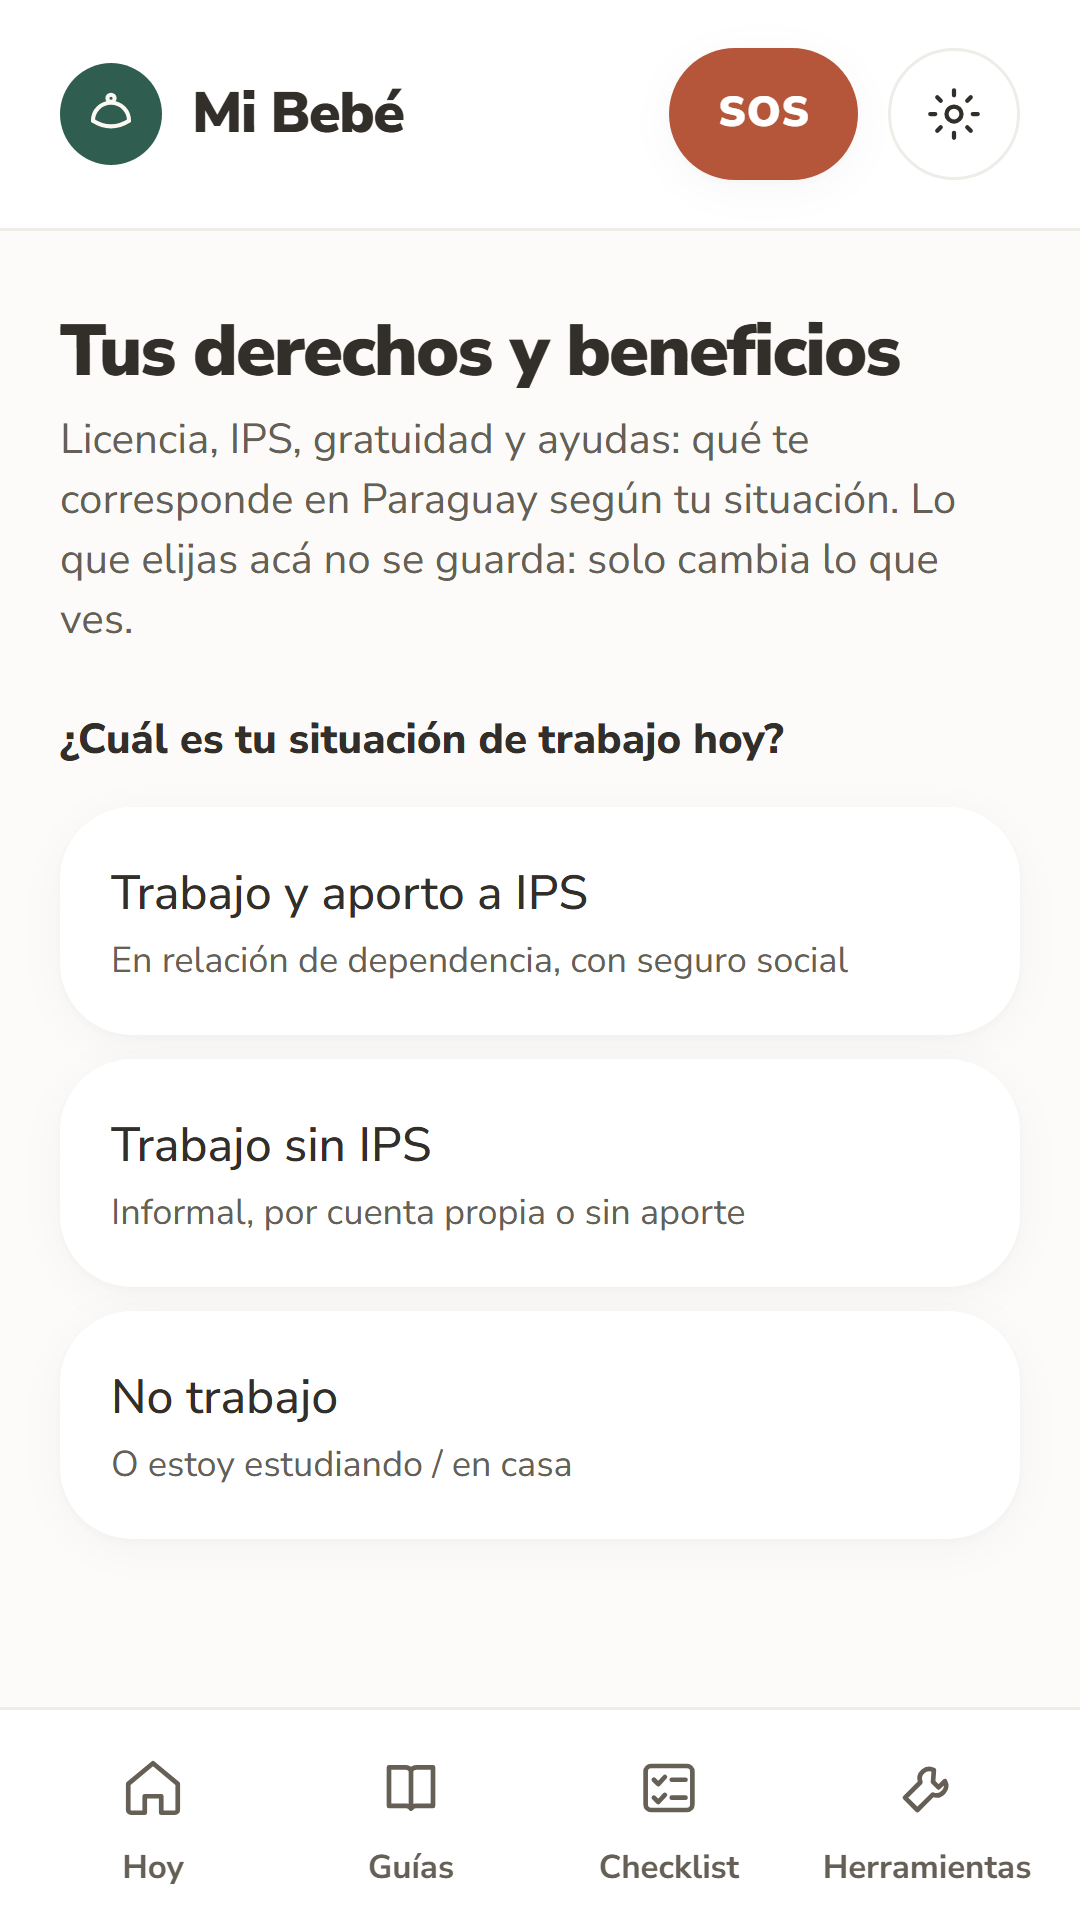 Mi Bebé
SOS
Tus derechos y beneficios
Licencia, IPS, gratuidad y ayudas: qué te
corresponde en Paraguay según tu situación. Lo
que elijas acá no se guarda: solo cambia lo que
ves.
¿Cuál es tu situación de trabajo hoy?
Trabajo y aporto a IPS
En relación de dependencia, con seguro social
Trabajo sin IPS
Informal, por cuenta propia o sin aporte
No trabajo
O estoy estudiando / en casa
Hoy
Guías
Checklist
Herramientas